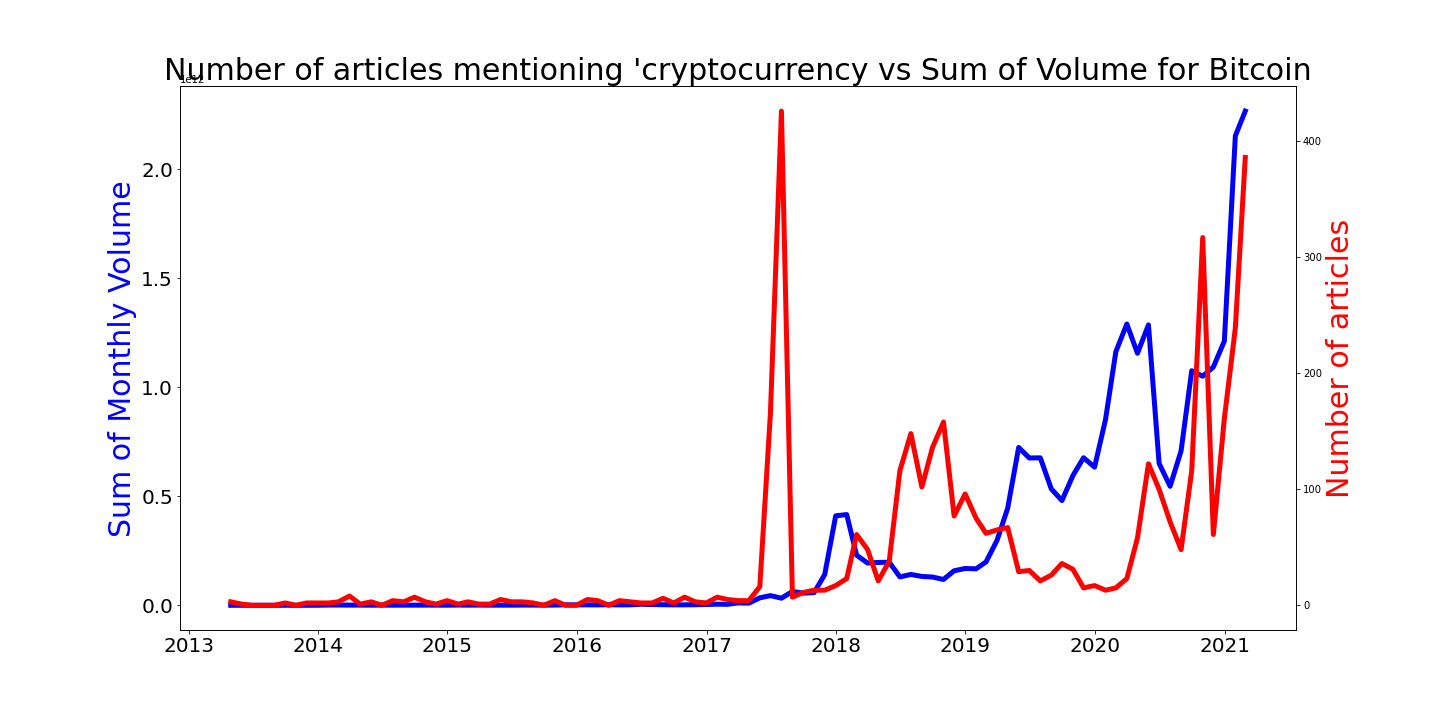 Number of articles mentioning 'cryptocurrency vs Sum of Volume for Bitcoin
1e12
Sum of Monthly Volume
2.0
1.5
1.0
0.5
0.0
400
300
200
100
0
Number of articles
2013 2014 2015 2016 2017 2018 2019 2020 2021